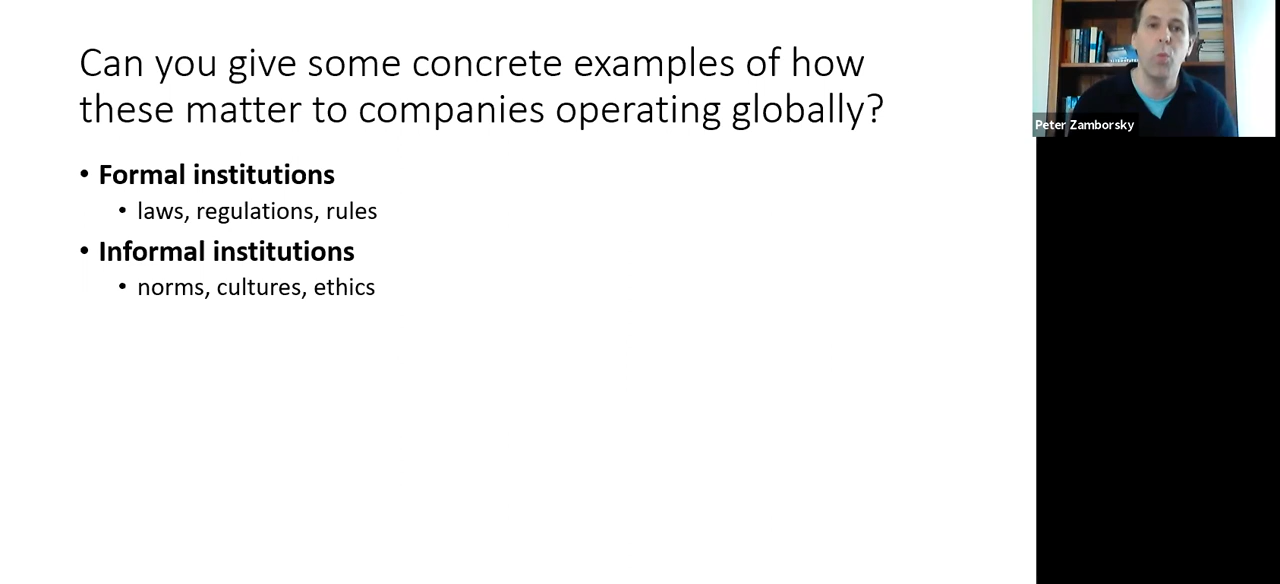 Can you give some concrete examples of how
these matter to companies operating globally?
• Formal institutions
• laws, regulations, rules
• Informal institutions
• norms, cultures, ethics
Peter Zamborsky